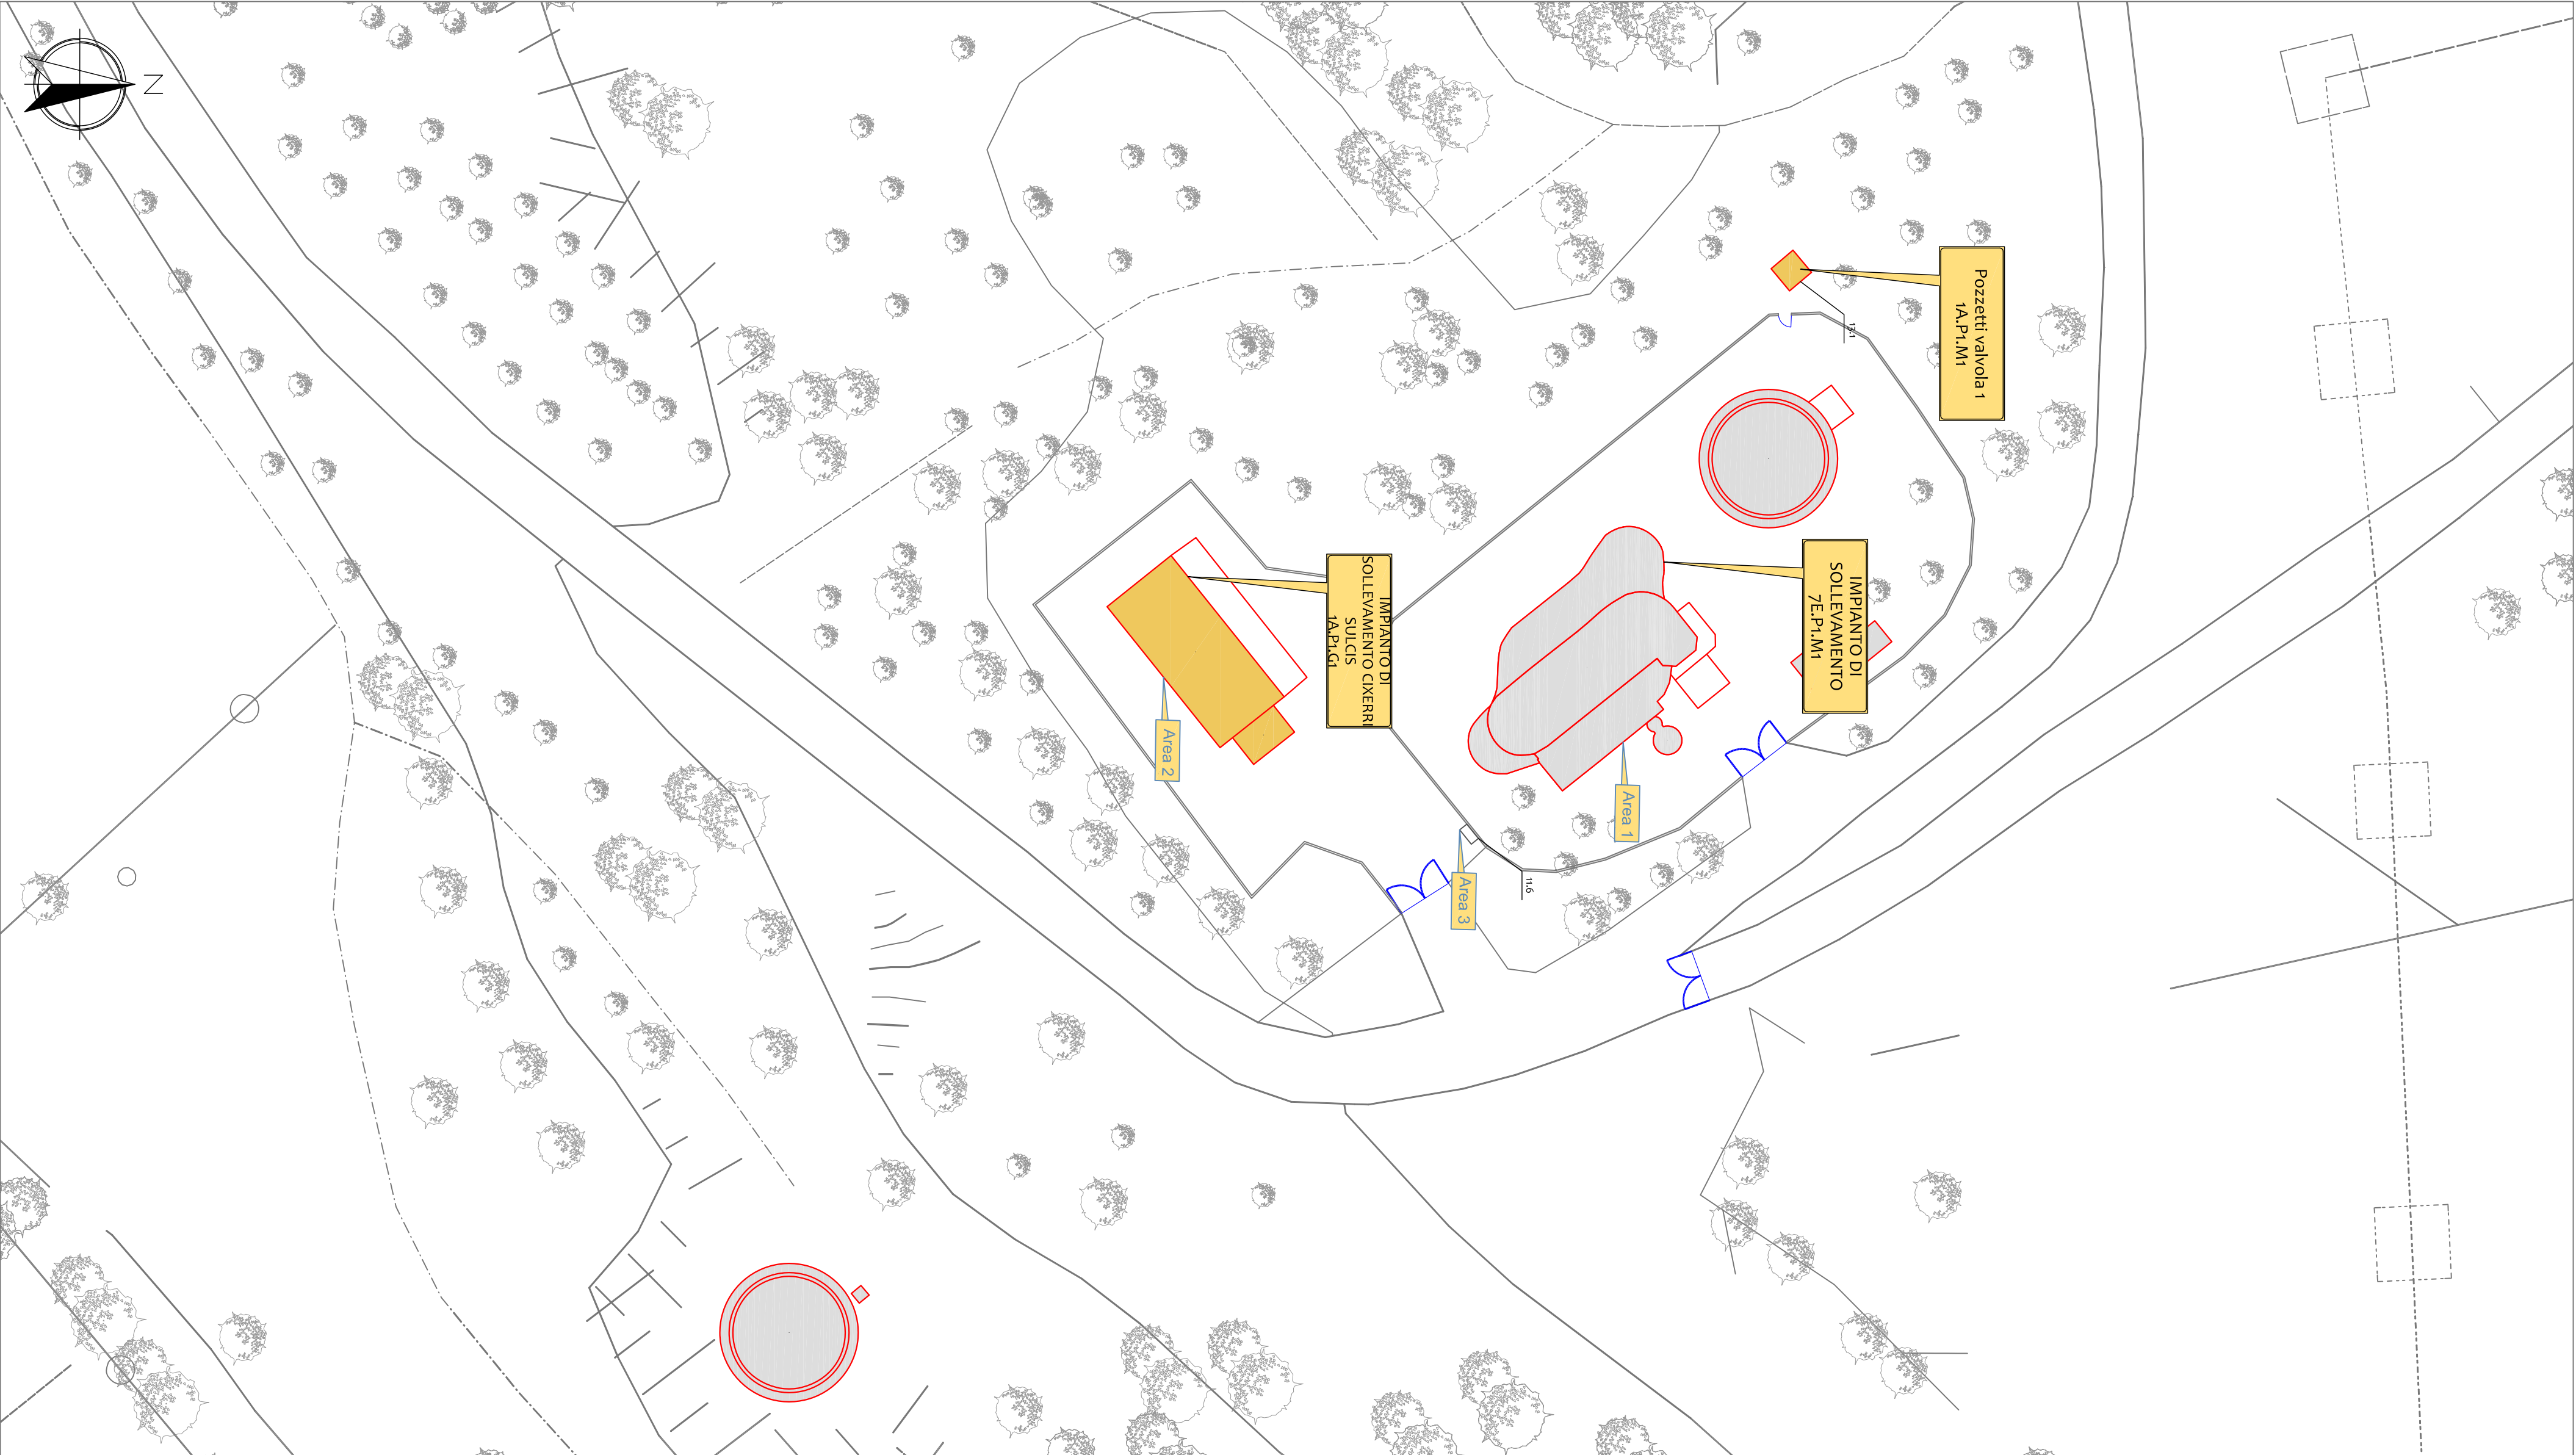 N
Pozzetti valvola 1
1A.P1.M1
13.1
IMPIANTO DI
SOLLEVAMENTO
7E.P1.M1
IMPIANTO DI
SOLLEVAMENTO CIXERRI
SULCIS
1A.P1.G1
Area 2
Area 1
Area 3
11.6